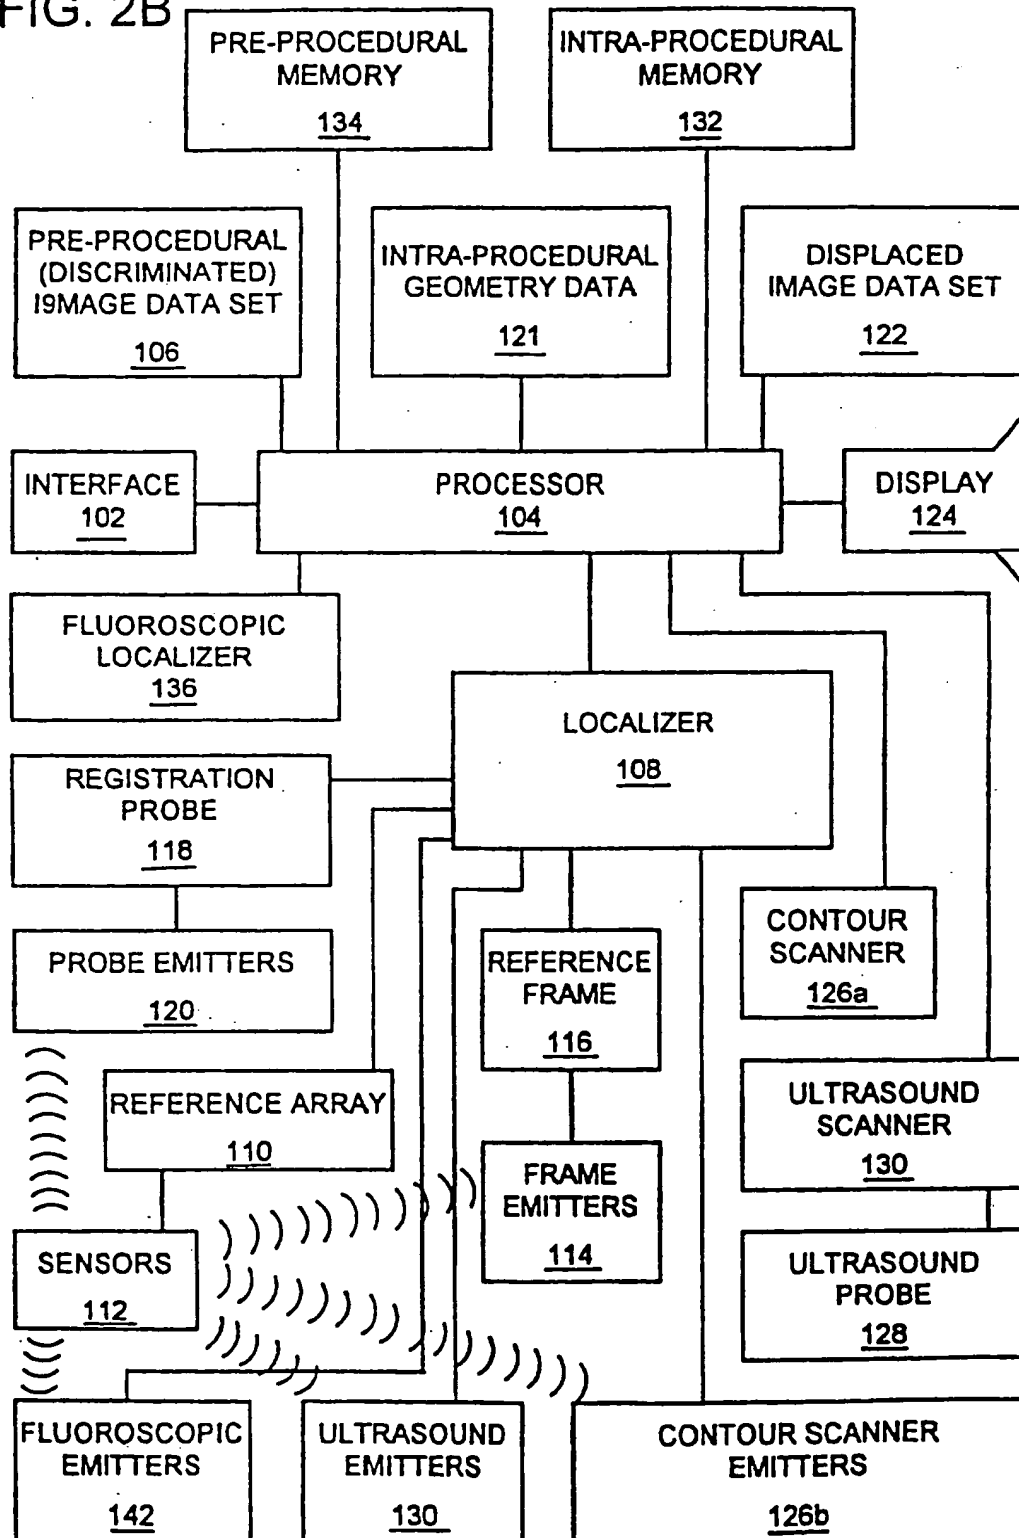 FIG. 2B
PRE-PROCEDURAL
MEMORY
134
INTRA-PROCEDURAL
MEMORY
132
PRE-PROCEDURAL
(DISCRIMINATED)
I9MAGE DATA SET
106
INTRA-PROCEDURAL
GEOMETRY DATA
121
DISPLACED
IMAGE DATA SET
122
INTERFACE
102
PROCESSOR
104
DISPLAY
124
FLUOROSCOPIC
LOCALIZER
136
LOCALIZER
108
REGISTRATION
PROBE
118
PROBE EMITTERS
120
REFERENCE
FRAME
116
CONTOUR
SCANNER
126a
REFERENCE ARRAY
110
ULTRASOUND
SCANNER
130
FRAME
EMITTERS
114
SENSORS
112
ULTRASOUND
PROBE
128
FLUOROSCOPIC
EMITTERS
142
ULTRASOUND
EMITTERS
130
CONTOUR SCANNER
EMITTERS
126b